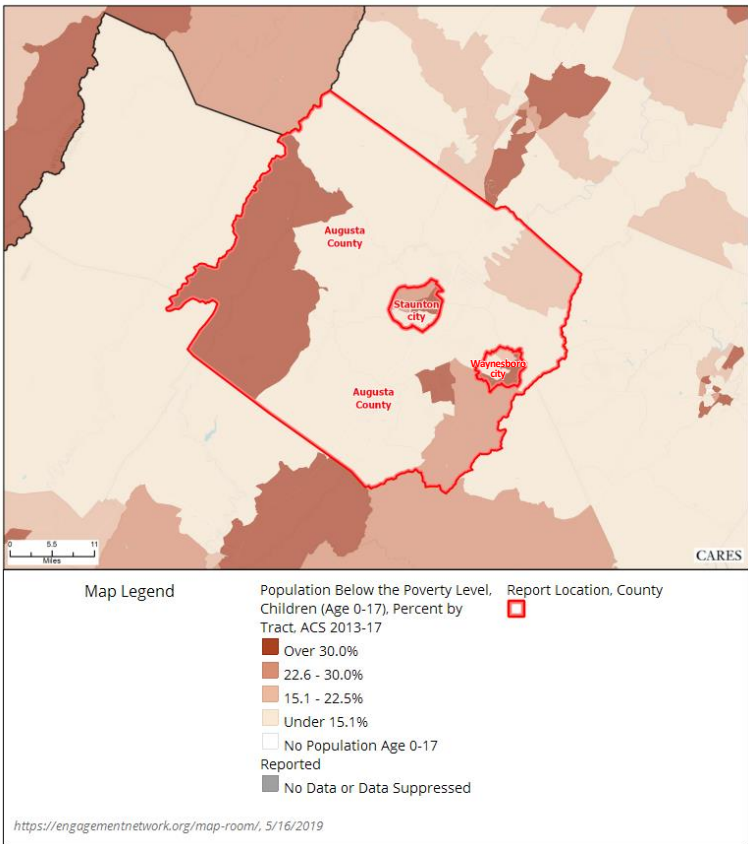 Augusta
County
Staunton
city
Waynesboro
city
Augusta
County
0 5.5 11
Miles
CARES
Map Legend
Population Below the Poverty Level,
Children (Age 0-17), Percent by
Tract, ACS 2013-17
Over 30.0%
22.6 - 30.0%
15.1 - 22.5%
Under 15.1%
No Population Age 0-17
Reported
No Data or Data Suppressed
Report Location, County
https://engagementnetwork.org/map-room/, 5/16/2019